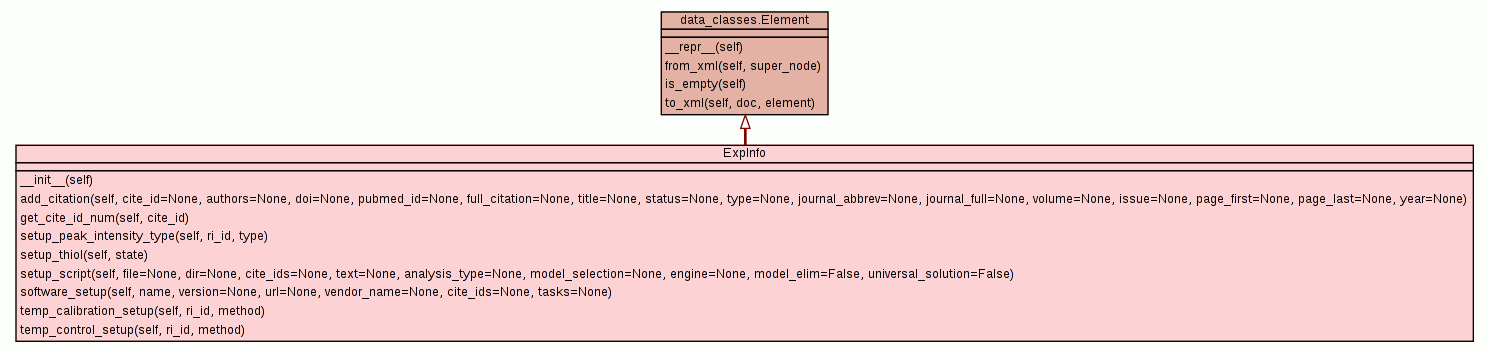 data_classes.Element
__repr__(self)
from_xml(self, super_node)
is_empty(self)
to_xml(self, doc, element)
ExpInfo
__init__(self)
add_citation(self, cite_id=None, authors=None, doi=None, pubmed_id=None, full_citation=None, title=None, status=None, type=None, journal_abbrev=None, journal_full=None, volume=None, issue=None, page_first=None, page_last=None, year=None)
get_cite_id_num(self, cite_id)
setup_peak_intensity_type(self, ri_id, type)
setup_thiol(self, state)
setup_script(self, file=None, dir=None, cite_ids=None, text=None, analysis_type=None, model_selection=None, engine=None, model_elim=False, universal_solution=False)
software_setup(self, name, version=None, url=None, vendor_name=None, cite_ids=None, tasks=None)
temp_calibration_setup(self, ri_id, method)
temp_control_setup(self, ri_id, method)